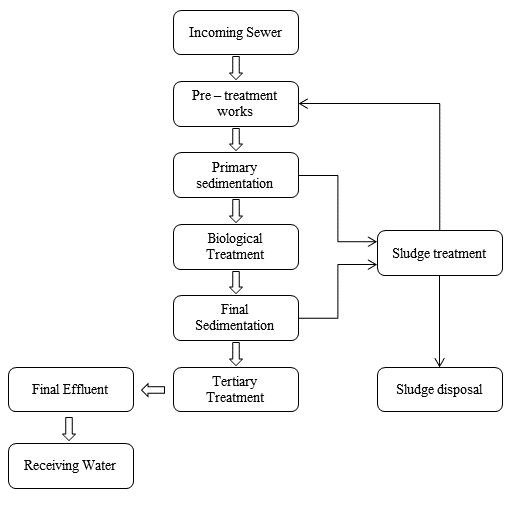 Incoming Sewer
Pre – treatment
works
Primary
sedimentation
Biological
Treatment
Sludge treatment
Final
Sedimentation
Final Effluent
Tertiary
Treatment
Sludge disposal
Receiving Water